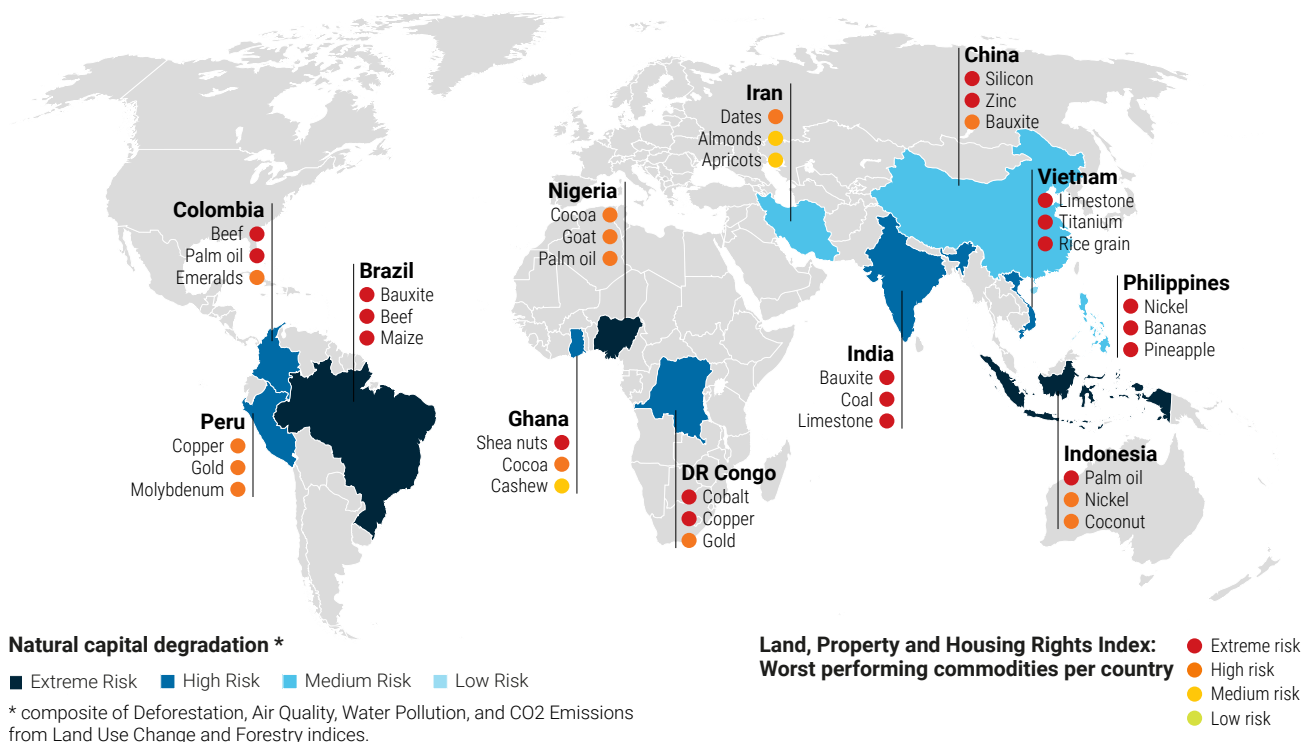 China
Silicon
Zinc
Bauxite
Iran
Dates
Almonds
Apricots
Vietnam
Limestone
Titanium
Rice grain
Nigeria
Cocoa
Goat
Palm oil
Colombia
Beef
Palm oil
Emeralds
Brazil
Bauxite
Beef
Maize
Philippines
Nickel
Bananas
Pineapple
India
Bauxite
Coal
Limestone
Peru
Copper
Gold
Molybdenum
Ghana
Shea nuts
Cocoa
Cashew
DR Congo
Cobalt
Copper
Gold
Indonesia
Palm oil
Nickel
Coconut
Natural capital degradation *
Extreme Risk High Risk Medium Risk Low Risk
* composite of Deforestation, Air Quality, Water Pollution, and CO2 Emissions
from Land Use Change and Forestry indices.
Land, Property and Housing Rights Index:
Worst performing commodities per country
Extreme risk
High risk
Medium risk
Low risk